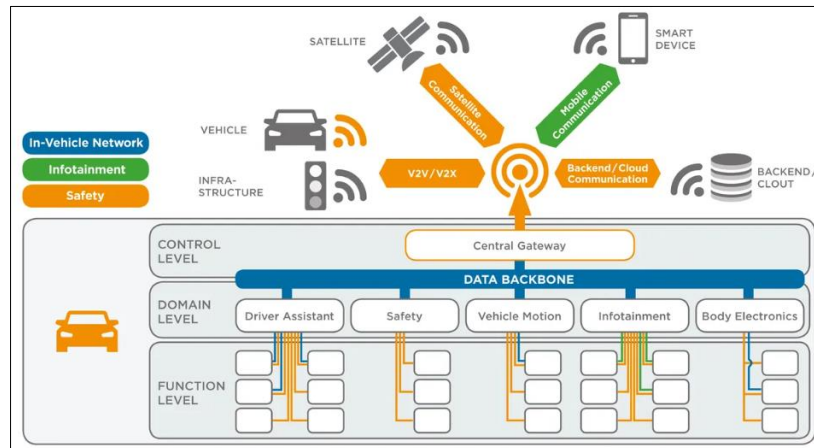 SATELLITE
SMART
DEVICE
Satellite
Communication
Mobile
Communication
VEHICLE
In-Vehicle Network
Infotainment
Safety
INFRA-
STRUCTURE
V2V/V2X
Backend/Cloud
Communication
BACKEND/
CLOUT
CONTROL
LEVEL
Central Gateway
DATA BACKBONE
DOMAIN
LEVEL
Driver Assistant
Safety
Vehicle Motion
Infotainment
Body Electronics
FUNCTION
LEVEL